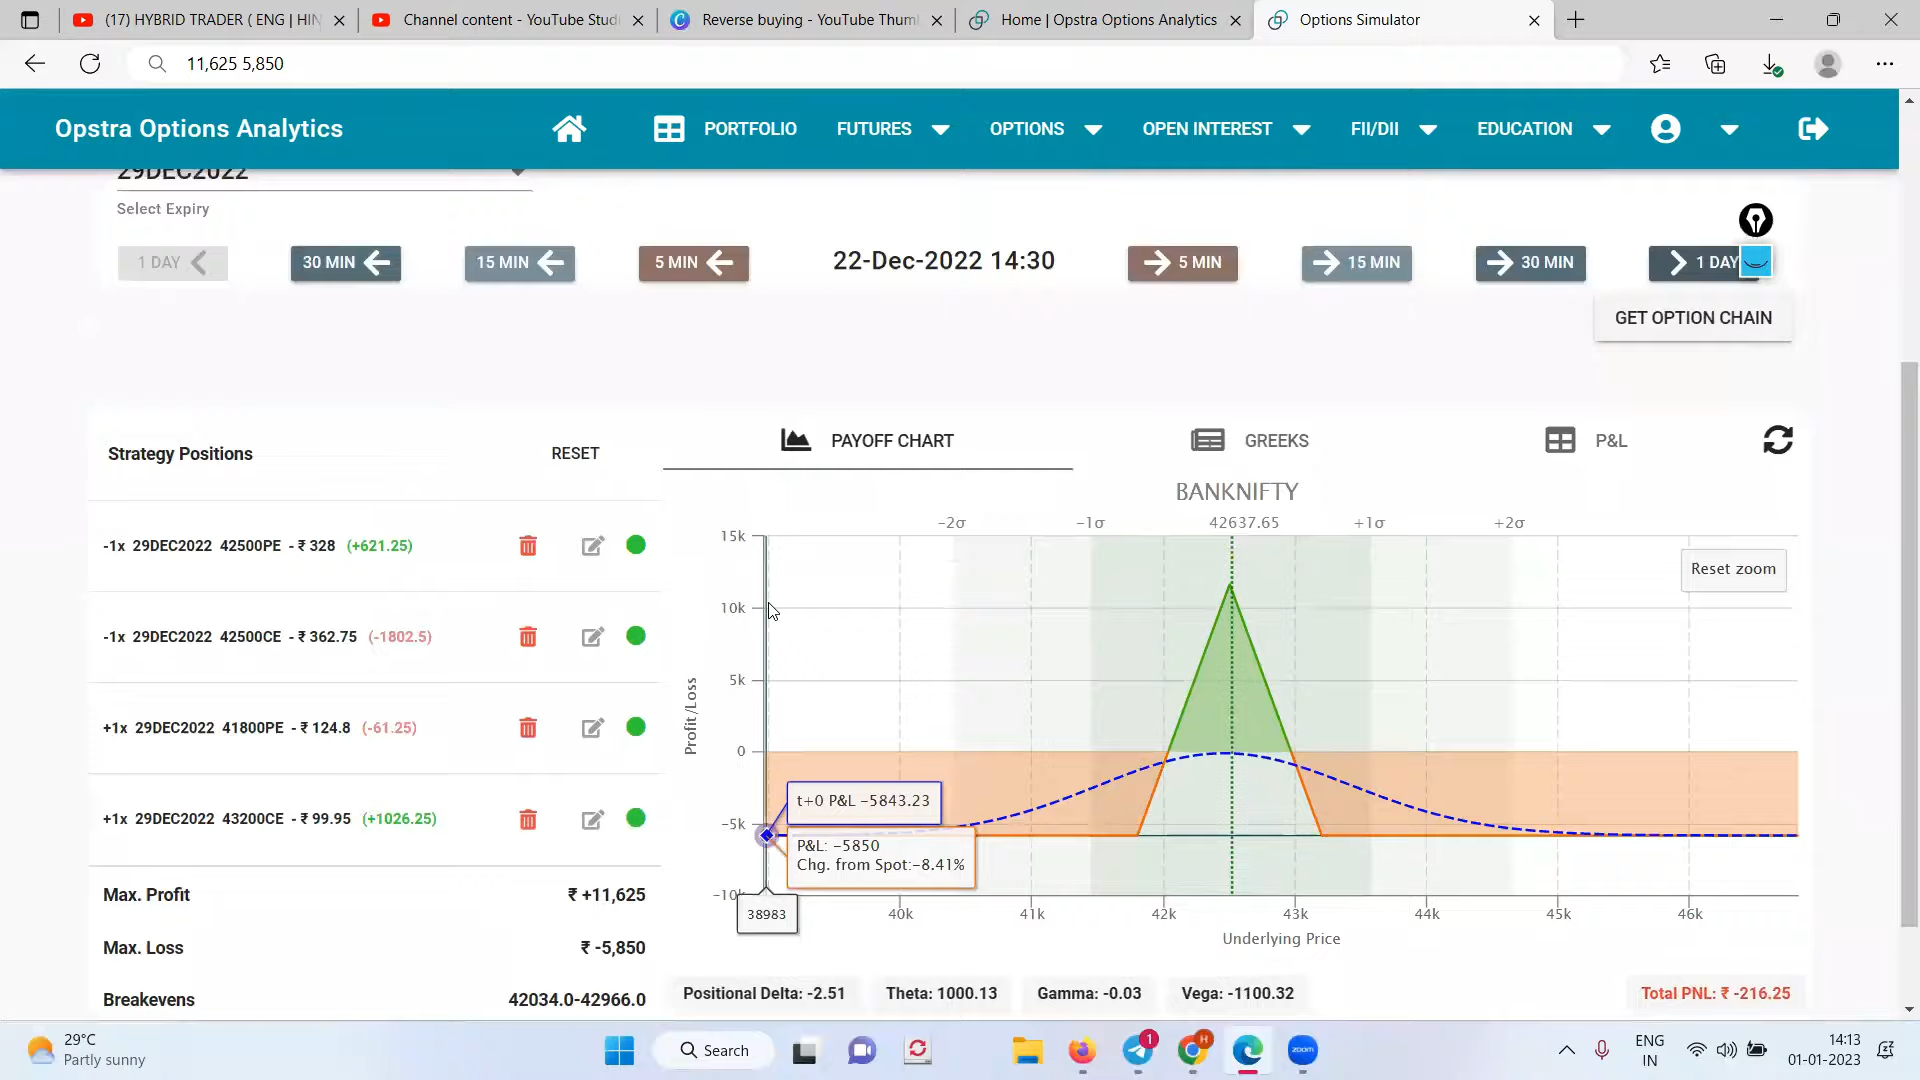 (17) HYBRID TRADER ( ENG | HIN
Channel content - YouTube Stud
Reverse buying - YouTube Thum
Home | Opstra Options Analytics
Options Simulator
11,625 5,850
Opstra Options Analytics
PORTFOLIO
FUTURES
OPTIONS
OPEN INTEREST
FII/DII
EDUCATION
29DEC2022
Select Expiry
1 DAY
30 MIN
15 MIN
5 MIN
22-Dec-2022 14:30
5 MIN
15 MIN
30 MIN
1 DAY
GET OPTION CHAIN
Strategy Positions
RESET
PAYOFF CHART
GREEKS
P&L
-1x 29DEC2022 42500PE - ₹ 328 (+621.25)
-1x 29DEC2022 42500CE - ₹ 362.75 (-1802.5)
+1x 29DEC2022 41800PE - ₹ 124.8 (-61.25)
+1x 29DEC2022 43200CE - ₹ 99.95 (+1026.25)
Max. Profit ₹ +11,625
Max. Loss ₹ -5,850
Breakevens 42034.0-42966.0
BANKNIFTY
-2σ -1σ 42637.65 +1σ +2σ
Reset zoom
15k
10k
5k
0
-5k
-10k
Profit/Loss
t+0 P&L -5843.23
P&L: -5850
Chg. from Spot:-8.41%
38983
40k 41k 42k 43k 44k 45k 46k
Underlying Price
Positional Delta: -2.51
Theta: 1000.13
Gamma: -0.03
Vega: -1100.32
Total PNL: ₹ -216.25
29°C
Partly sunny
Search
1
H
zoom
ENG
IN
14:13
01-01-2023